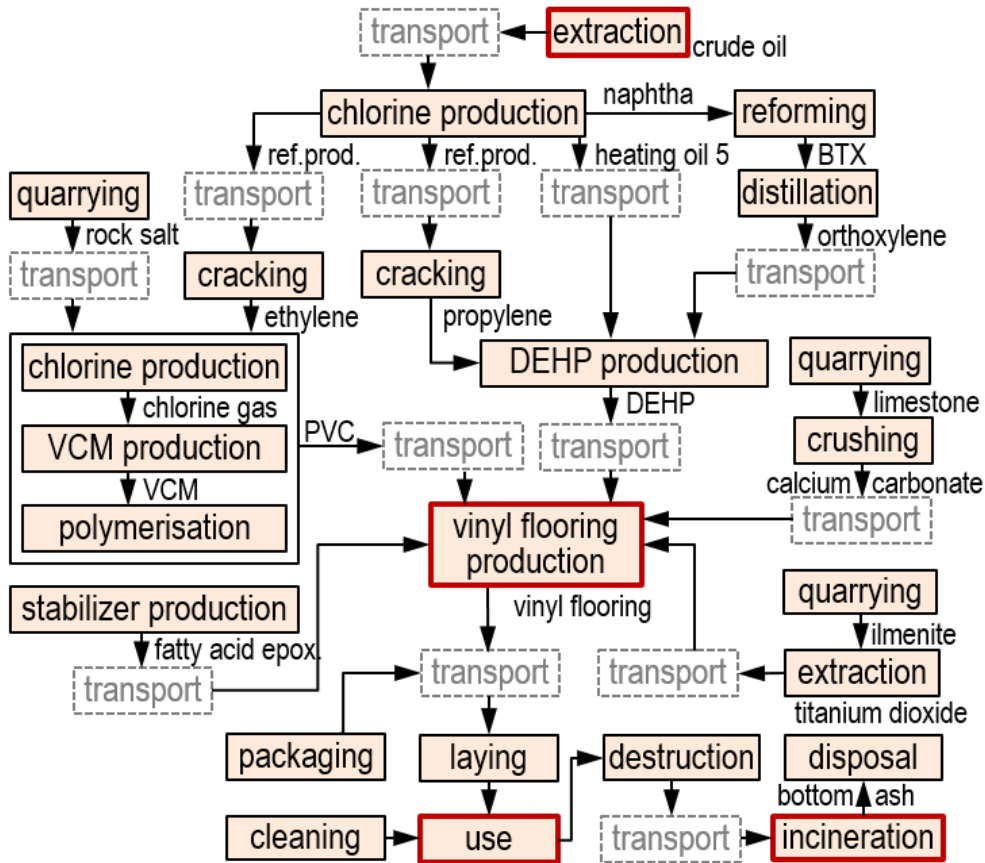 transport
extraction
crude oil
chlorine production
naphtha
reforming
ref.prod.
ref.prod.
heating oil 5
BTX
quarrying
transport
transport
transport
distillation
rock salt
orthoxylene
transport
cracking
cracking
transport
ethylene
propylene
chlorine production
DEHP production
quarrying
chlorine gas
DEHP
limestone
VCM production
PVC
transport
transport
crushing
VCM
calcium carbonate
polymerisation
vinyl flooring
production
transport
stabilizer production
vinyl flooring
quarrying
fatty acid epox.
ilmenite
transport
transport
transport
extraction
titanium dioxide
packaging
laying
destruction
disposal
bottom ash
cleaning
use
transport
incineration